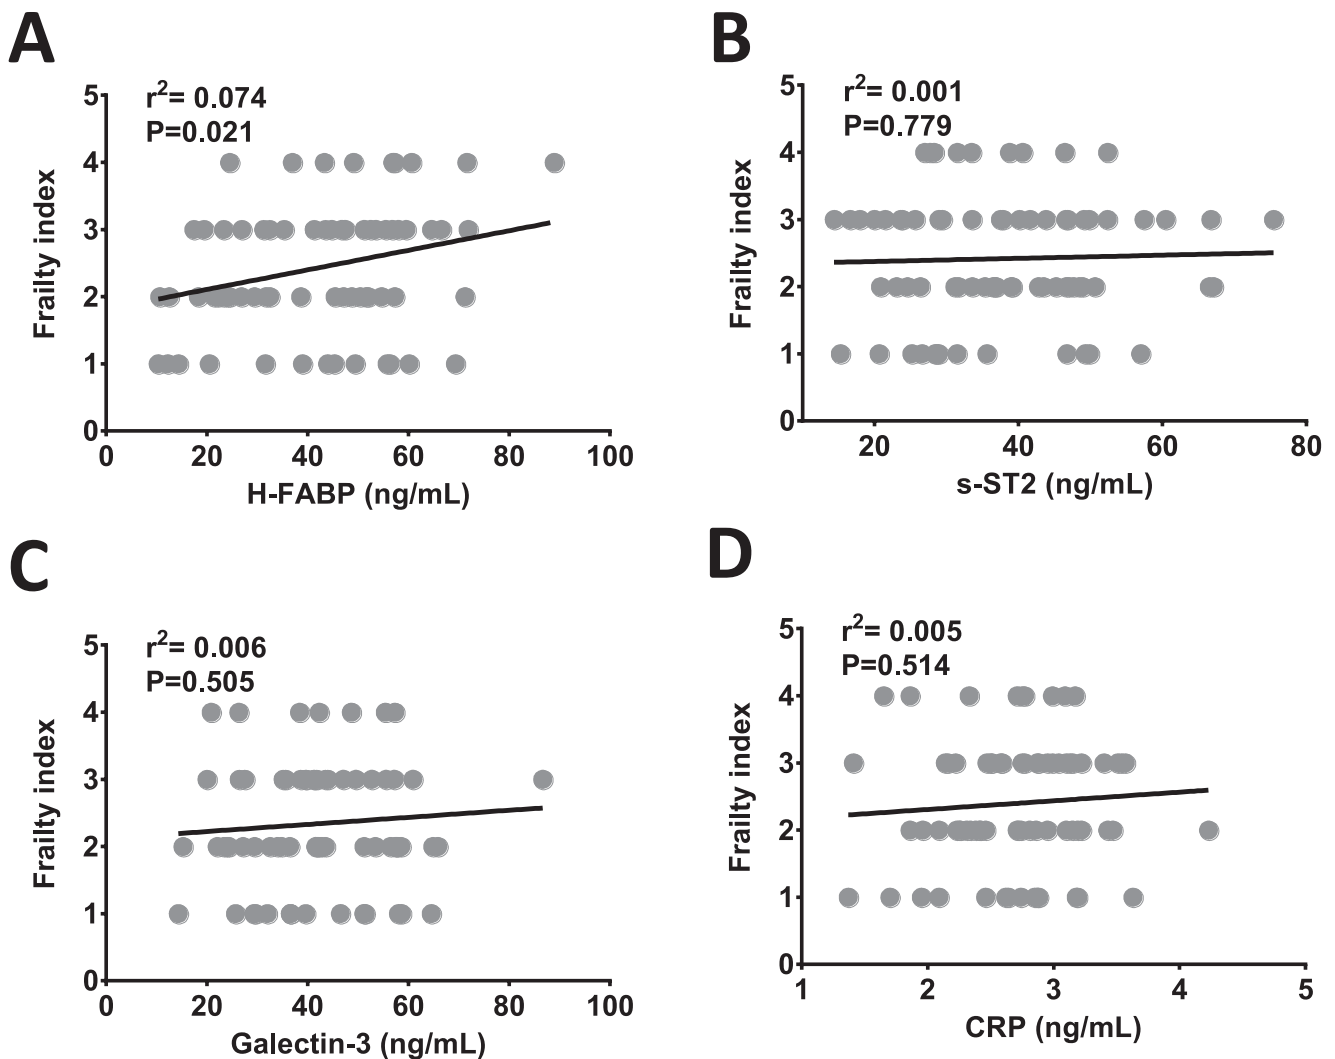 A
r²= 0.074
P=0.021
5
4
3
2
1
0
Frailty index
0 20 40 60 80 100
H-FABP (ng/mL)
B
r²= 0.001
P=0.779
5
4
3
2
1
0
Frailty index
20 40 60 80
s-ST2 (ng/mL)
C
r²= 0.006
P=0.505
5
4
3
2
1
0
Frailty index
0 20 40 60 80 100
Galectin-3 (ng/mL)
D
r²= 0.005
P=0.514
5
4
3
2
1
0
Frailty index
1 2 3 4 5
CRP (ng/mL)